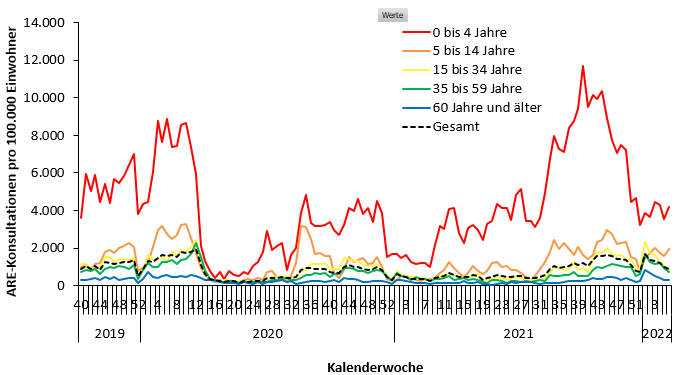 Werte
ARE-Konsultationen pro 100.000 Einwohner
14.000
12.000
10.000
8.000
6.000
4.000
2.000
0
0 bis 4 Jahre
5 bis 14 Jahre
15 bis 34 Jahre
35 bis 59 Jahre
60 Jahre und älter
Gesamt
40 44 48 52 4 8 12 16 20 24 28 32 36 40 44 48 52 3 7 11 15 19 23 27 31 35 39 43 47 51 3
2019 2020 2021 2022
Kalenderwoche